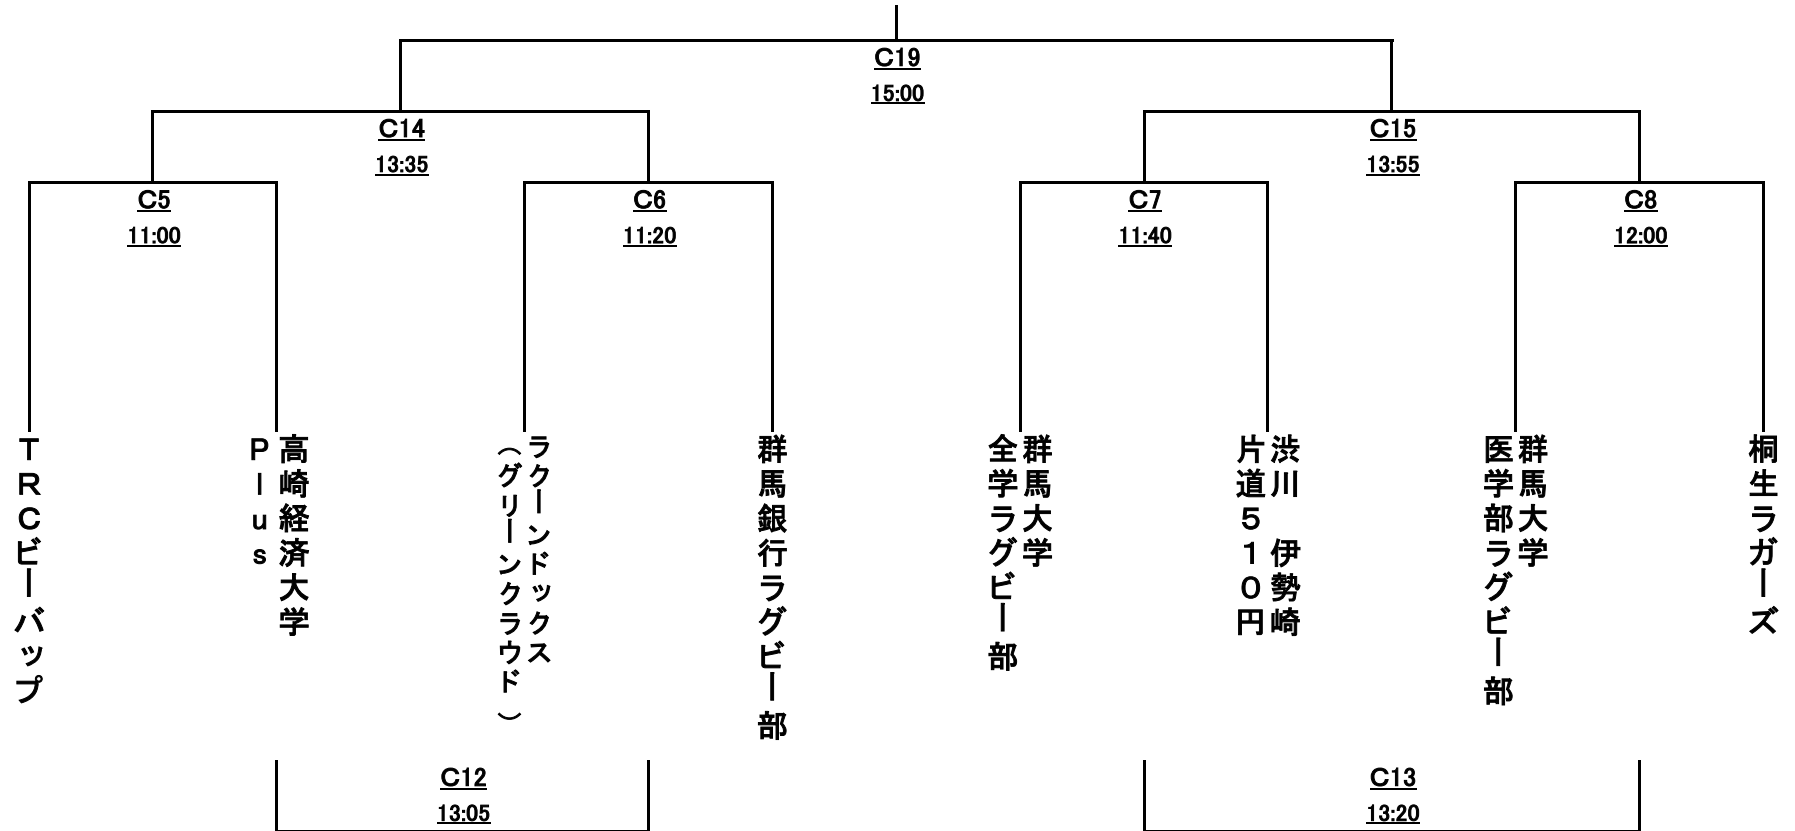 C19
15:00
C14
13:35
C15
13:55
C5
11:00
C6
11:20
C7
11:40
C8
12:00
ＴＲＣビーバップ
高崎経済大学
Ｐｌｕｓ
ラクーンドックス
（グリーンクラウド）
群馬銀行ラグビー部
群馬大学
全学ラグビー部
渋川　伊勢崎
片道５１０円
群馬大学
医学部ラグビー部
桐生ラガーズ
C12
13:05
C13
13:20